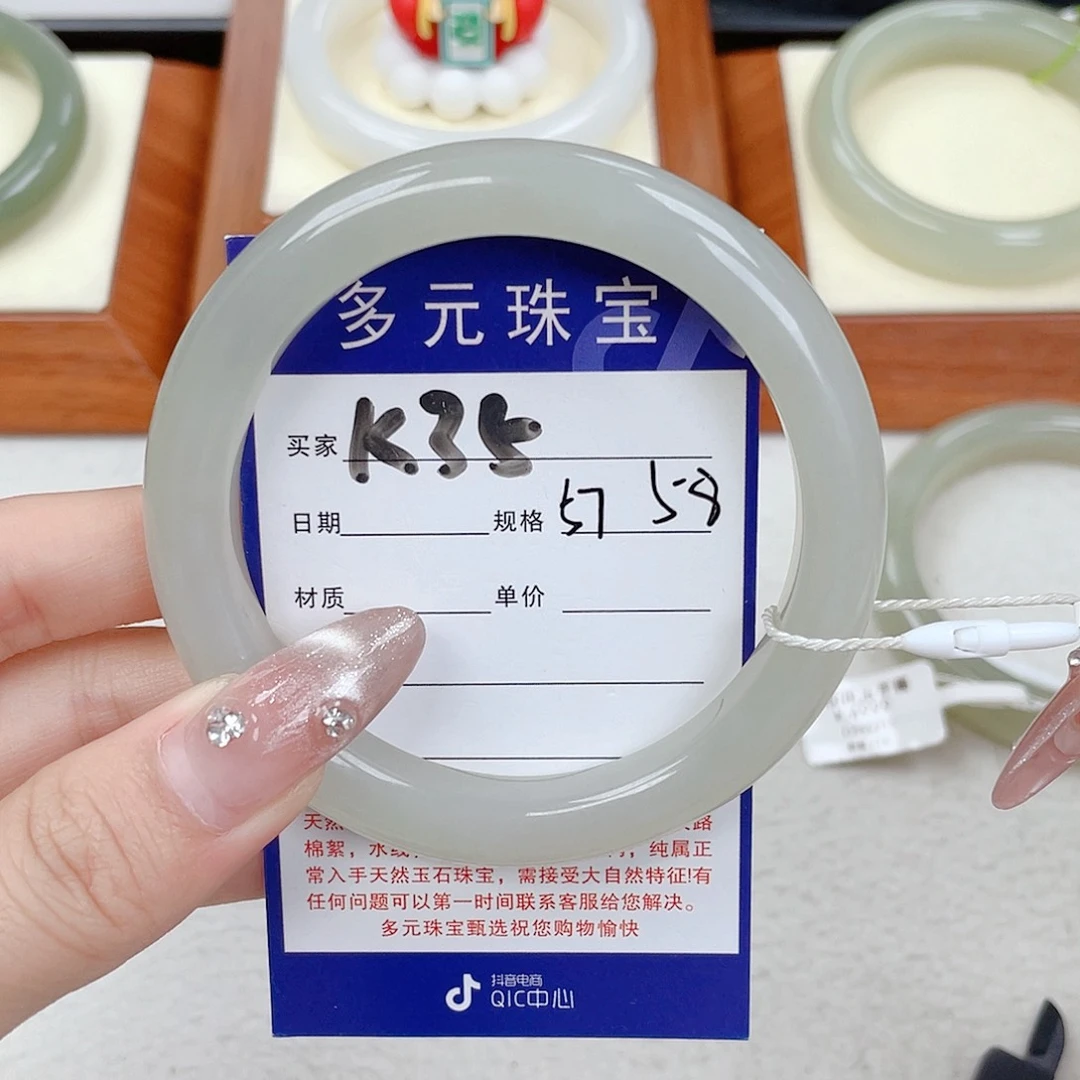 多元珠宝
买家 K35
日期 规格 57 58
材质 单价
天然 路
棉絮，水线，纯属正
常入手天然玉石珠宝，需接受大自然特征!有
任何问题可以第一时间联系客服给您解决。
多元珠宝甄选祝您购物愉快
抖音电商
QIC中心